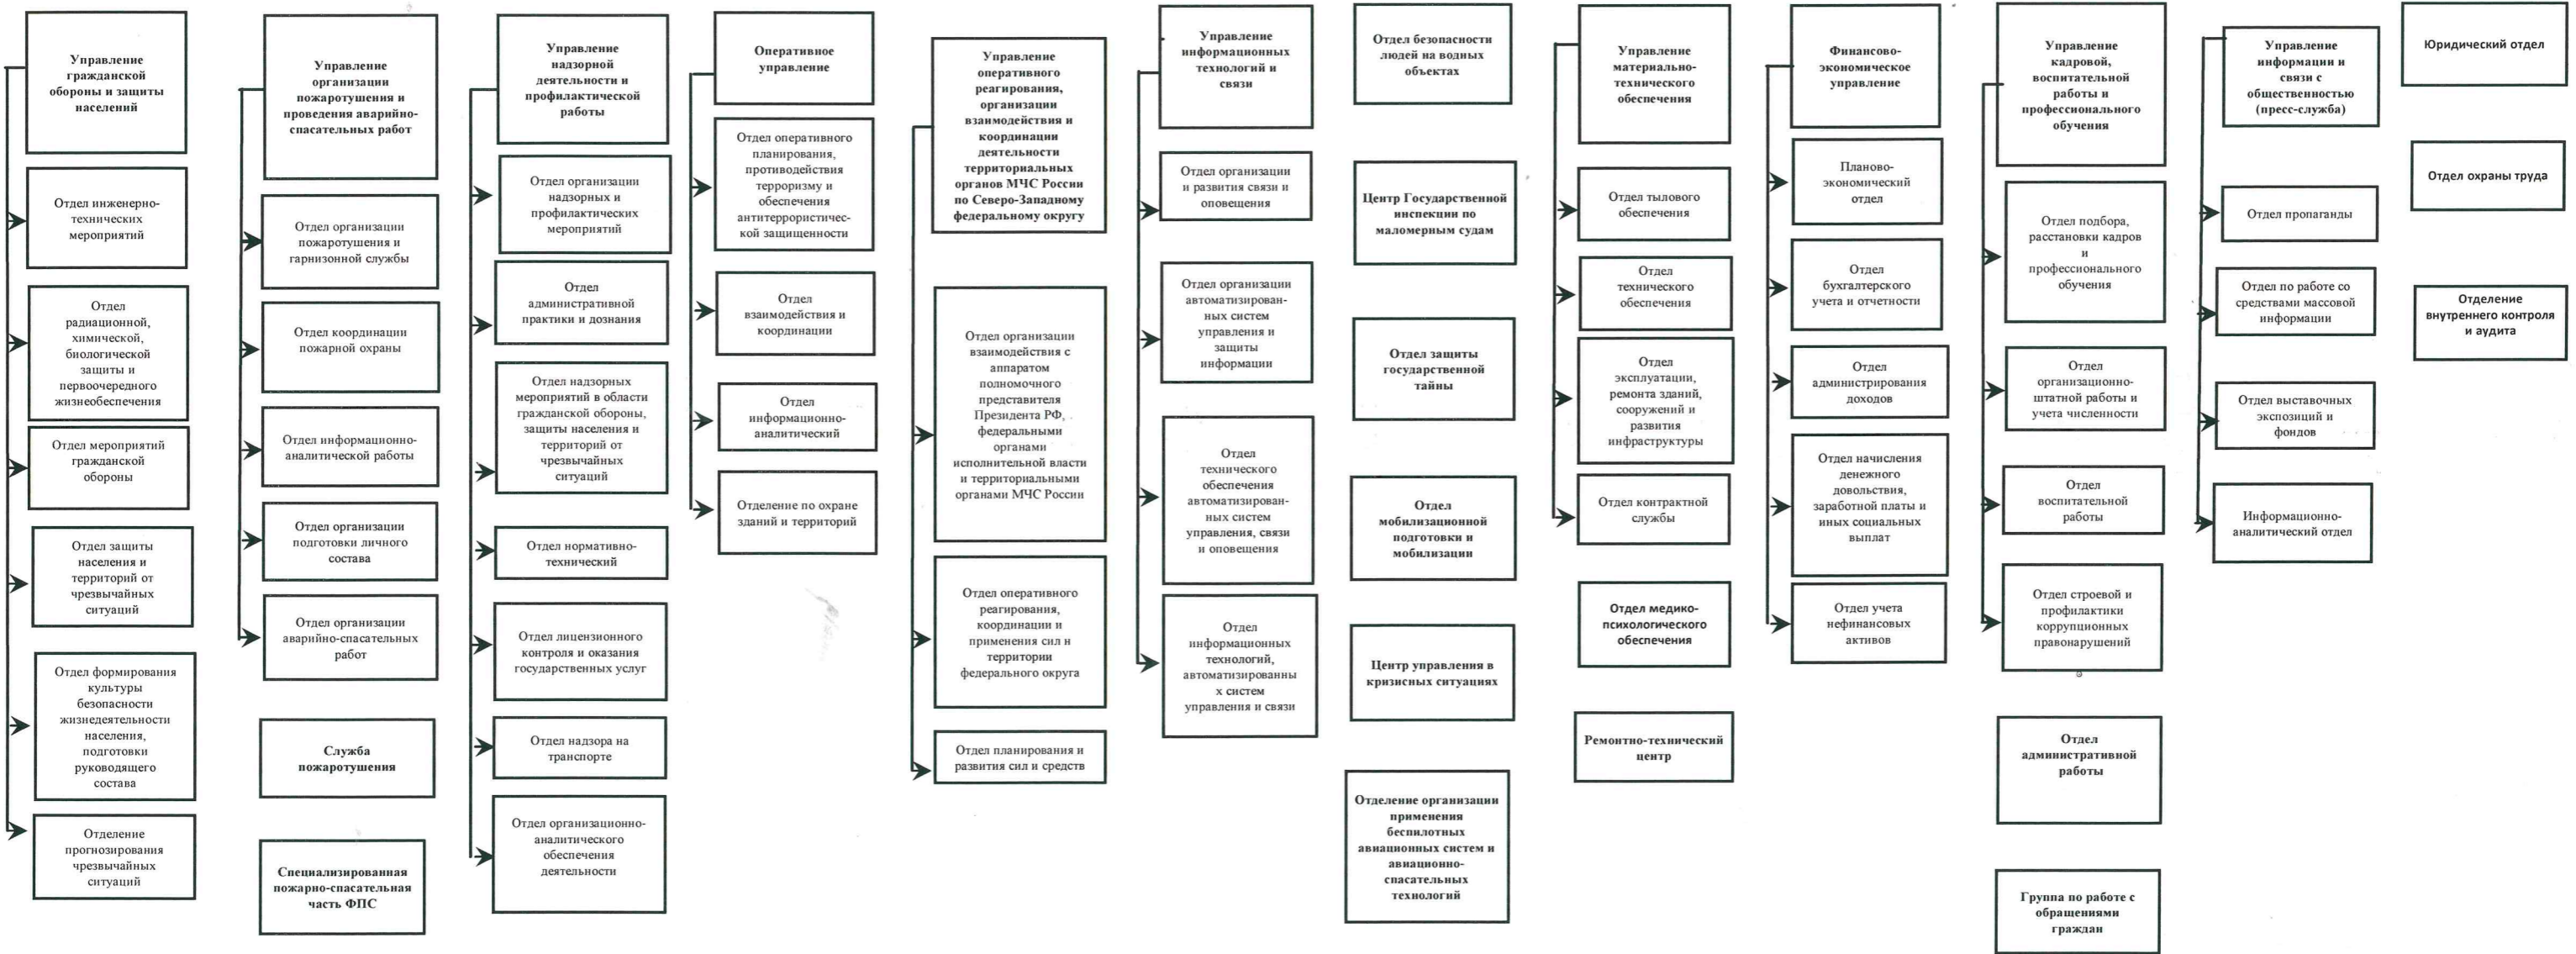 Управление
гражданской
обороны и защиты
населений
Отдел инженерно-
технических
мероприятий
Отдел
радиационной,
химической,
биологической
защиты и
первоочередного
жизнеобеспечения
Отдел мероприятий
гражданской
обороны
Отдел защиты
населения и
территорий от
чрезвычайных
ситуаций
Отдел формирования
культуры
безопасности
жизнедеятельности
населения,
подготовки
руководящего
состава
Отделение
прогнозирования
чрезвычайных
ситуаций
Управление
организации
пожаротушения и
проведения аварийно-
спасательных работ
Отдел организации
пожаротушения и
гарнизонной службы
Отдел координации
пожарной охраны
Отдел информационно-
аналитической работы
Отдел организации
подготовки личного
состава
Отдел организации
аварийно-спасательных
работ
Служба
пожаротушения
Специализированная
пожарно-спасательная
часть ФПС
Управление
надзорной
деятельности и
профилактической
работы
Отдел организации
надзорных и
профилактических
мероприятий
Отдел
административной
практики и дознания
Отдел надзорных
мероприятий в области
гражданской обороны,
защиты населения и
территорий от
чрезвычайных
ситуаций
Отдел нормативно-
технический
Отдел лицензионного
контроля и оказания
государственных услуг
Отдел надзора на
транспорте
Отдел организационно-
аналитического
обеспечения
деятельности
Оперативное
управление
Отдел оперативного
планирования,
противодействия
терроризму и
обеспечения
антитеррористичес-
кой защищенности
Отдел
взаимодействия и
координации
Отдел
информационно-
аналитический
Отделение по охране
зданий и территорий
Управление
оперативного
реагирования,
организации
взаимодействия и
координации
деятельности
территориальных
органов МЧС России
по Северо-Западному
федеральному округу
Отдел организации
взаимодействия с
аппаратом
полномочного
представителя
Президента РФ,
федеральными
органами
исполнительной власти
и территориальными
органами МЧС России
Отдел оперативного
реагирования,
координации и
применения сил н
территории
федерального округа
Отдел планирования и
развития сил и средств
Управление
информационных
технологий и
связи
Отдел организации
и развития связи и
оповещения
Отдел организации
автоматизирован-
ных систем
управления и
защиты
информации
Отдел
технического
обеспечения
автоматизирован-
ных систем
управления, связи
и оповещения
Отдел
информационных
технологий,
автоматизированны
х систем
управления и связи
Отдел безопасности
людей на водных
объектах
Центр Государственной
инспекции по
маломерным судам
Отдел защиты
государственной
тайны
Отдел
мобилизационной
подготовки и
мобилизации
Центр управления в
кризисных ситуациях
Отделение организации
применения
беспилотных
авиационных систем и
авиационно-
спасательных
технологий
Управление
материально-
технического
обеспечения
Отдел тылового
обеспечения
Отдел
технического
обеспечения
Отдел
эксплуатации,
ремонта зданий,
сооружений и
развития
инфраструктуры
Отдел контрактной
службы
Отдел медико-
психологического
обеспечения
Ремонтно-технический
центр
Финансово-
экономическое
управление
Планово-
экономический
отдел
Отдел
бухгалтерского
учета и отчетности
Отдел
администрирования
доходов
Отдел начисления
денежного
довольствия,
заработной платы и
иных социальных
выплат
Отдел учета
нефинансовых
активов
Управление
кадровой,
воспитательной
работы и
профессионального
обучения
Отдел подбора,
расстановки кадров
и
профессионального
обучения
Отдел
организационно-
штатной работы и
учета численности
Отдел
воспитательной
работы
Отдел строевой и
профилактики
коррупционных
правонарушений
Отдел
административной
работы
Группа по работе с
обращениями
граждан
Управление
информации и
связи с
общественностью
(пресс-служба)
Отдел пропаганды
Отдел по работе со
средствами массовой
информации
Отдел выставочных
экспозиций и
фондов
Информационно-
аналитический отдел
Юридический отдел
Отдел охраны труда
Отделение
внутреннего контроля
и аудита